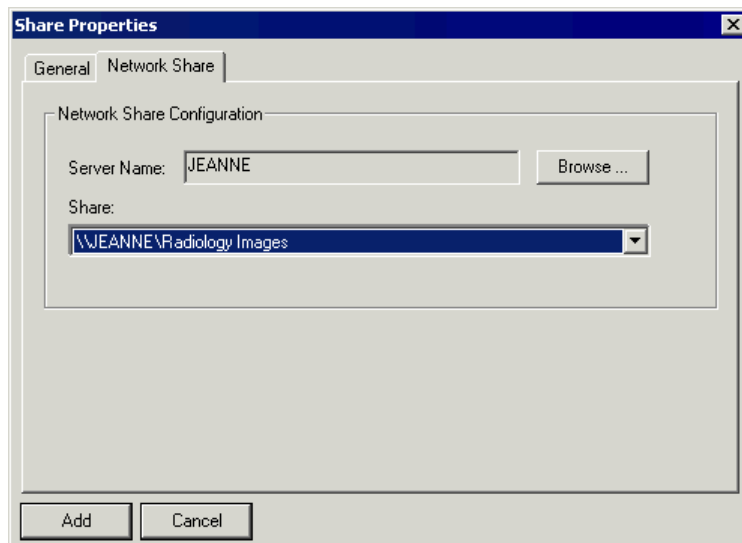 Share Properties
General Network Share
Network Share Configuration
Server Name: JEANNE Browse ...
Share:
\\JEANNE\Radiology Images
Add Cancel